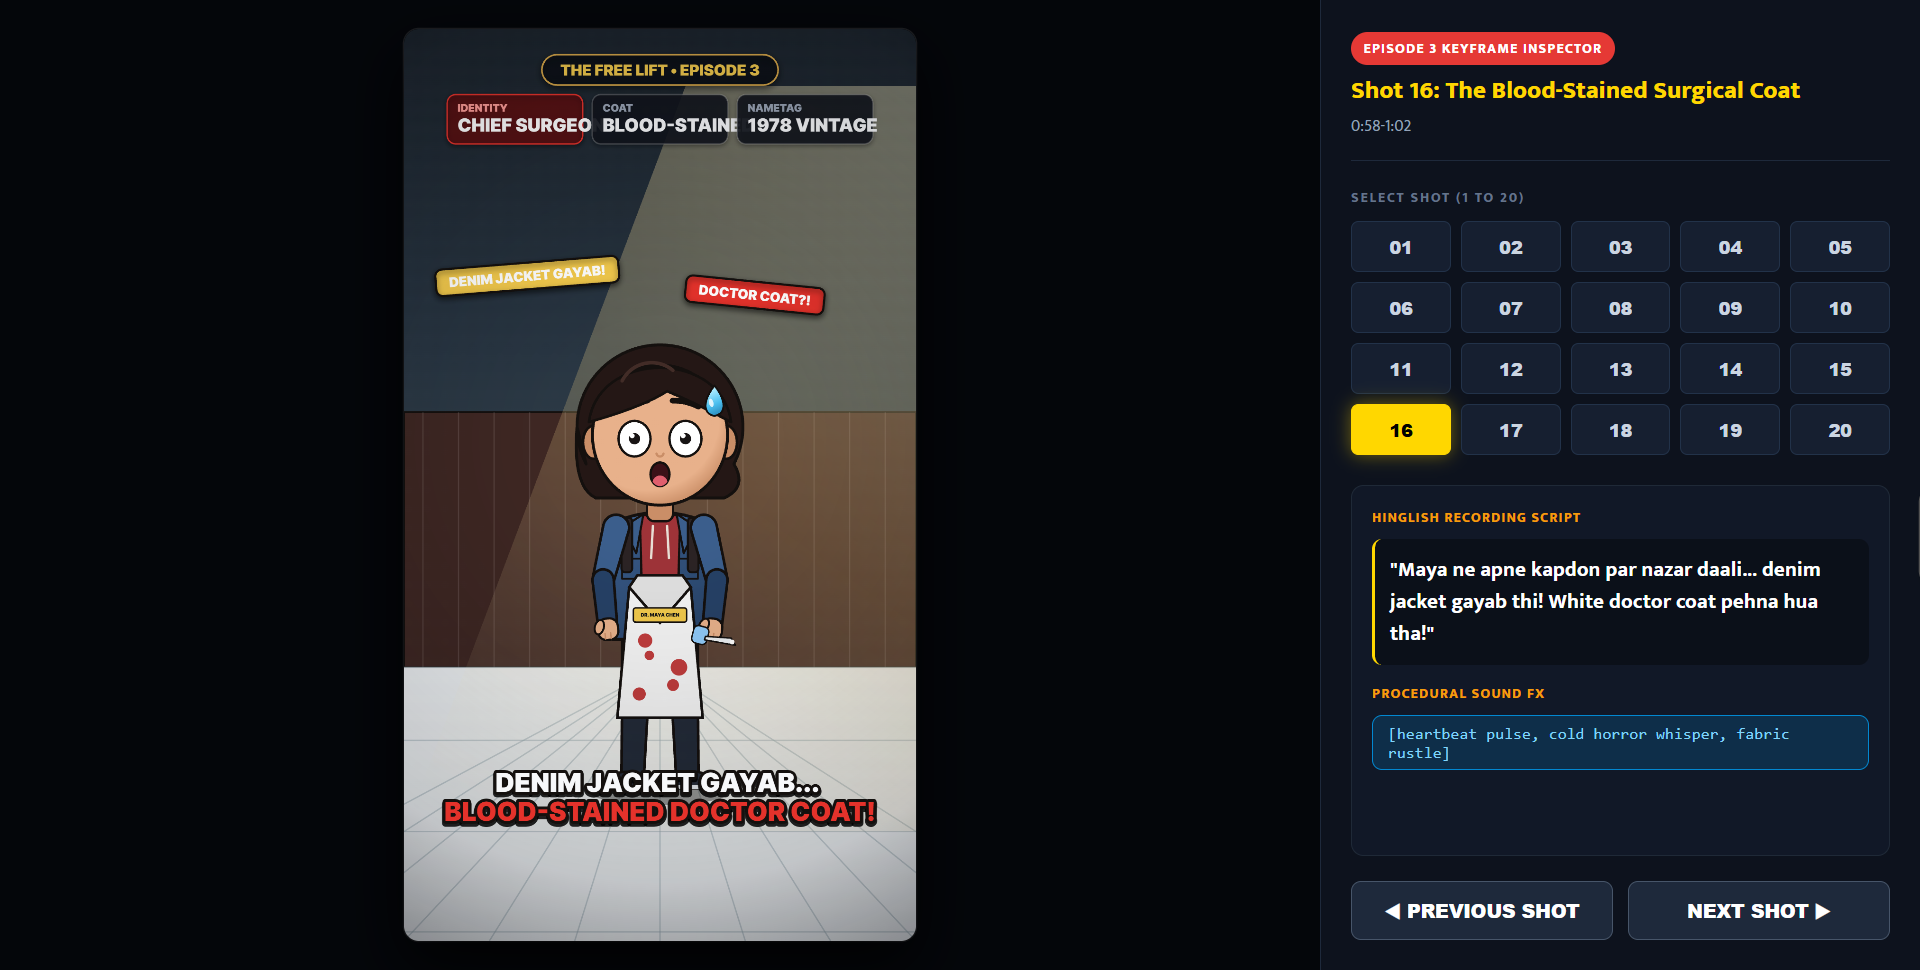 THE FREE LIFT • EPISODE 3
IDENTITY
CHIEF SURGEO
COAT
BLOOD-STAINE
NAMETAG
1978 VINTAGE
DENIM JACKET GAYAB!
DOCTOR COAT?!
DR. MAYA CHEN
DENIM JACKET GAYAB...
BLOOD-STAINED DOCTOR COAT!
EPISODE 3 KEYFRAME INSPECTOR
Shot 16: The Blood-Stained Surgical Coat
0:58-1:02
SELECT SHOT (1 TO 20)
01 02 03 04 05
06 07 08 09 10
11 12 13 14 15
16 17 18 19 20
HINGLISH RECORDING SCRIPT
"Maya ne apne kapdon par nazar daali... denim
jacket gayab thi! White doctor coat pehna hua
tha!"
PROCEDURAL SOUND FX
[heartbeat pulse, cold horror whisper, fabric
rustle]
◀ PREVIOUS SHOT
NEXT SHOT ▶